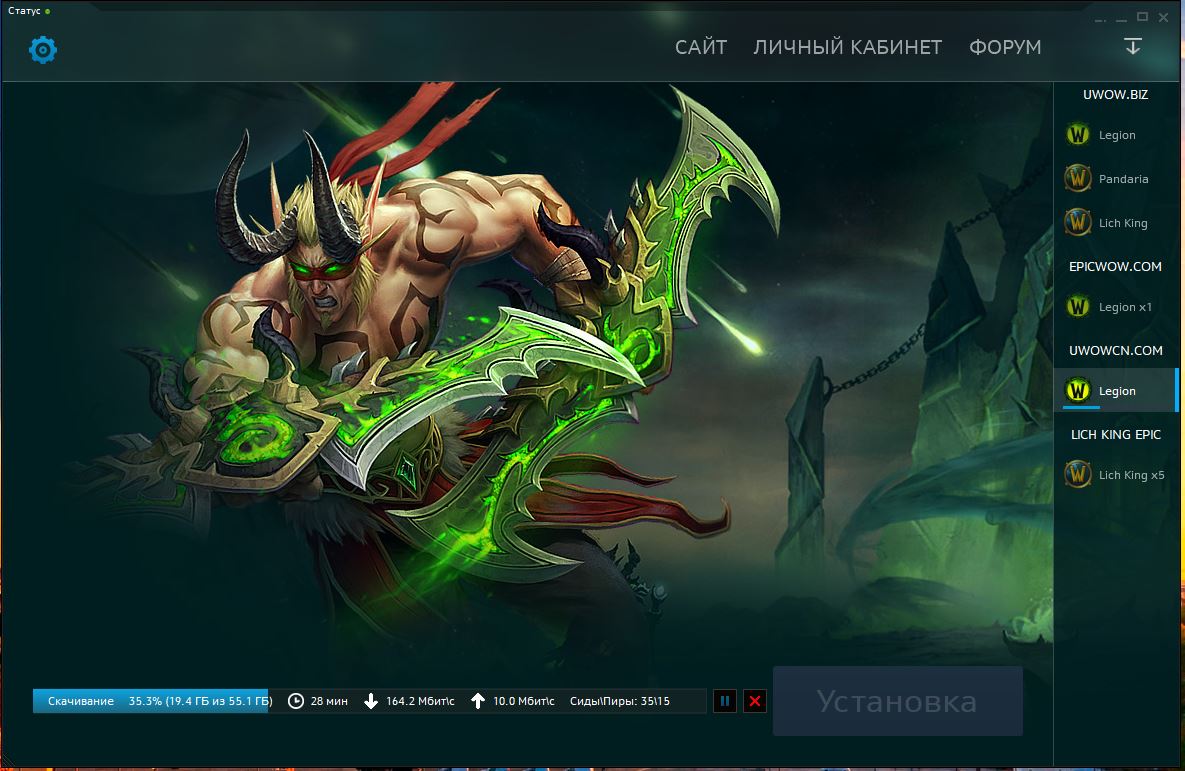 Статус
САЙТ ЛИЧНЫЙ КАБИНЕТ ФОРУМ
UWOW.BIZ
Legion
Pandaria
Lich King
EPICWOW.COM
Legion x1
UWOWCN.COM
Legion
LICH KING EPIC
Lich King x5
Скачивание 35.3% (19.4 ГБ из 55.1 ГБ) 28 мин 164.2 Мбит\с 10.0 Мбит\с Сиды\Пиры: 35\15
Установка